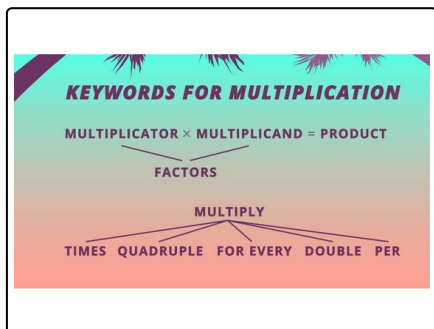 KEYWORDS FOR MULTIPLICATION
MULTIPLICATOR × MULTIPLICAND = PRODUCT
FACTORS
MULTIPLY
TIMES QUADRUPLE FOR EVERY DOUBLE PER